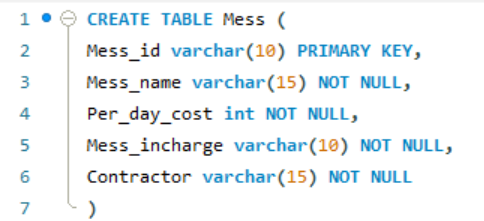 1 CREATE TABLE Mess (
2 Mess_id varchar(10) PRIMARY KEY,
3 Mess_name varchar(15) NOT NULL,
4 Per_day_cost int NOT NULL,
5 Mess_incharge varchar(10) NOT NULL,
6 Contractor varchar(15) NOT NULL
7 )